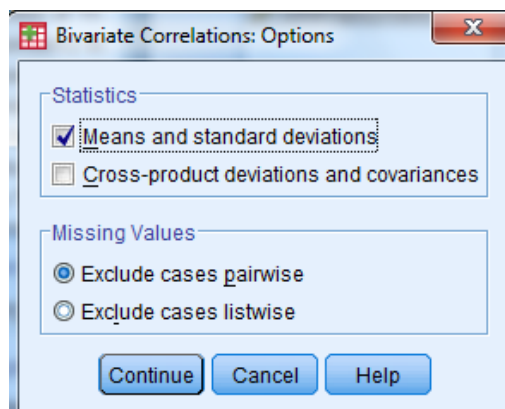 Bivariate Correlations: Options
Statistics
Means and standard deviations
Cross-product deviations and covariances
Missing Values
Exclude cases pairwise
Exclude cases listwise
Continue Cancel Help